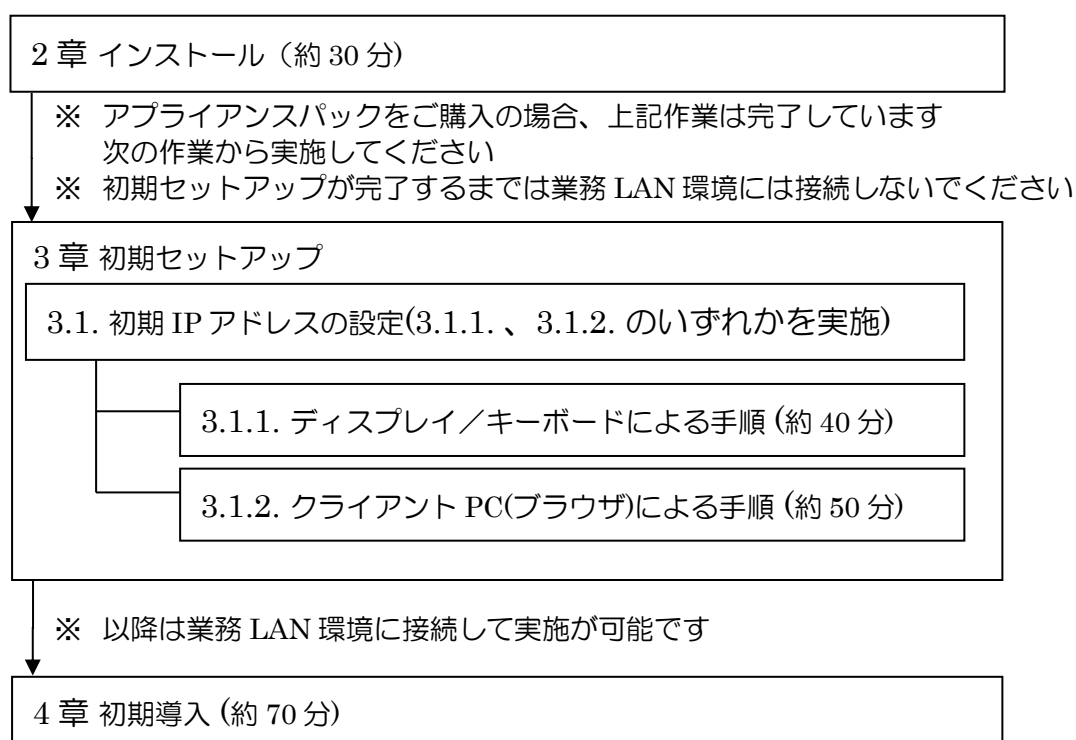 2 章 インストール（約 30 分)
※ アプライアンスパックをご購入の場合、上記作業は完了しています
次の作業から実施してください
※ 初期セットアップが完了するまでは業務 LAN 環境には接続しないでください
3 章 初期セットアップ
3.1. 初期 IP アドレスの設定(3.1.1. 、3.1.2. のいずれかを実施)
3.1.1. ディスプレイ／キーボードによる手順 (約 40 分)
3.1.2. クライアント PC(ブラウザ)による手順 (約 50 分)
※ 以降は業務 LAN 環境に接続して実施が可能です
4 章 初期導入 (約 70 分)